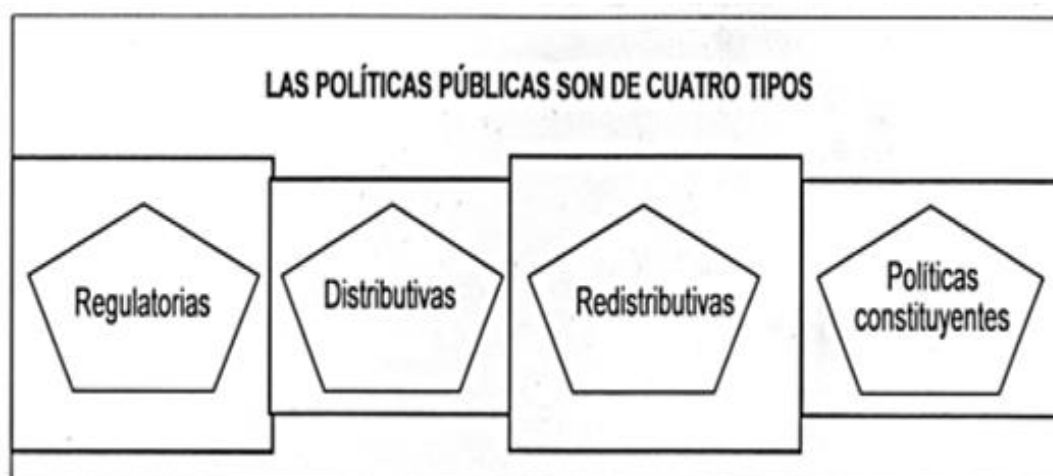 LAS POLÍTICAS PÚBLICAS SON DE CUATRO TIPOS
Regulatorias
Distributivas
Redistributivas
Políticas
constituyentes